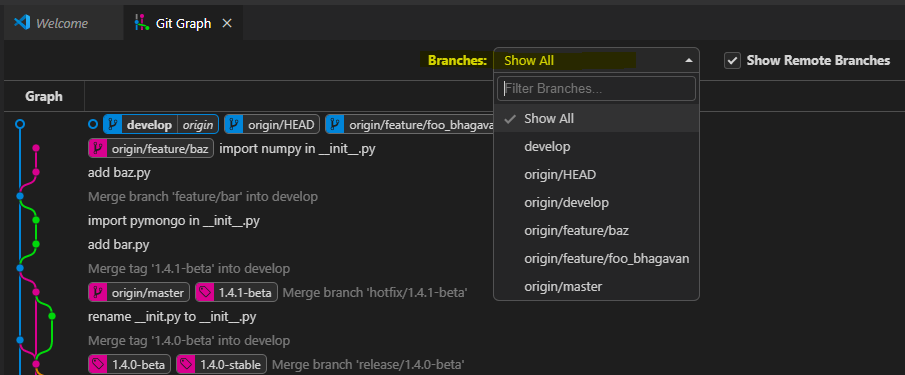 Welcome Git Graph
Branches: Show All Show Remote Branches
Filter Branches...
Show All
develop
origin/HEAD
origin/develop
origin/feature/baz
origin/feature/foo_bhagavan
origin/master
Graph
develop origin origin/HEAD origin/feature/foo_bhagava
origin/feature/baz import numpy in __init__.py
add baz.py
Merge branch 'feature/bar' into develop
import pymongo in __init__.py
add bar.py
Merge tag '1.4.1-beta' into develop
origin/master 1.4.1-beta Merge branch 'hotfix/1.4.1-beta'
rename __init.py to __init__.py
Merge tag '1.4.0-beta' into develop
1.4.0-beta 1.4.0-stable Merge branch 'release/1.4.0-beta'